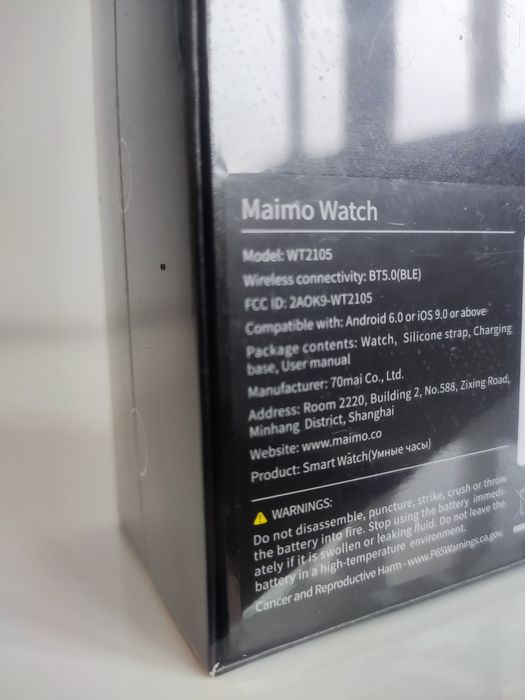 Maimo Watch
Model: WT2105
Wireless connectivity: BT5.0(BLE)
FCC ID: 2AOK9-WT2105
Compatible with: Android 6.0 or iOS 9.0 or above
Package contents: Watch, Silicone strap, Charging
base, User manual
Manufacturer: 70mai Co., Ltd.
Address: Room 2220, Building 2, No.588, Zixing Road,
Minhang District, Shanghai
Website: www.maimo.co
Product: Smart Watch(Умные часы)
WARNINGS:
Do not disassemble, puncture, strike, crush or throw
the battery into fire. Stop using the battery immedi-
ately if it is swollen or leaking fluid. Do not leave the
battery in a high-temperature environment.
Cancer and Reproductive Harm - www.P65Warnings.ca.gov.